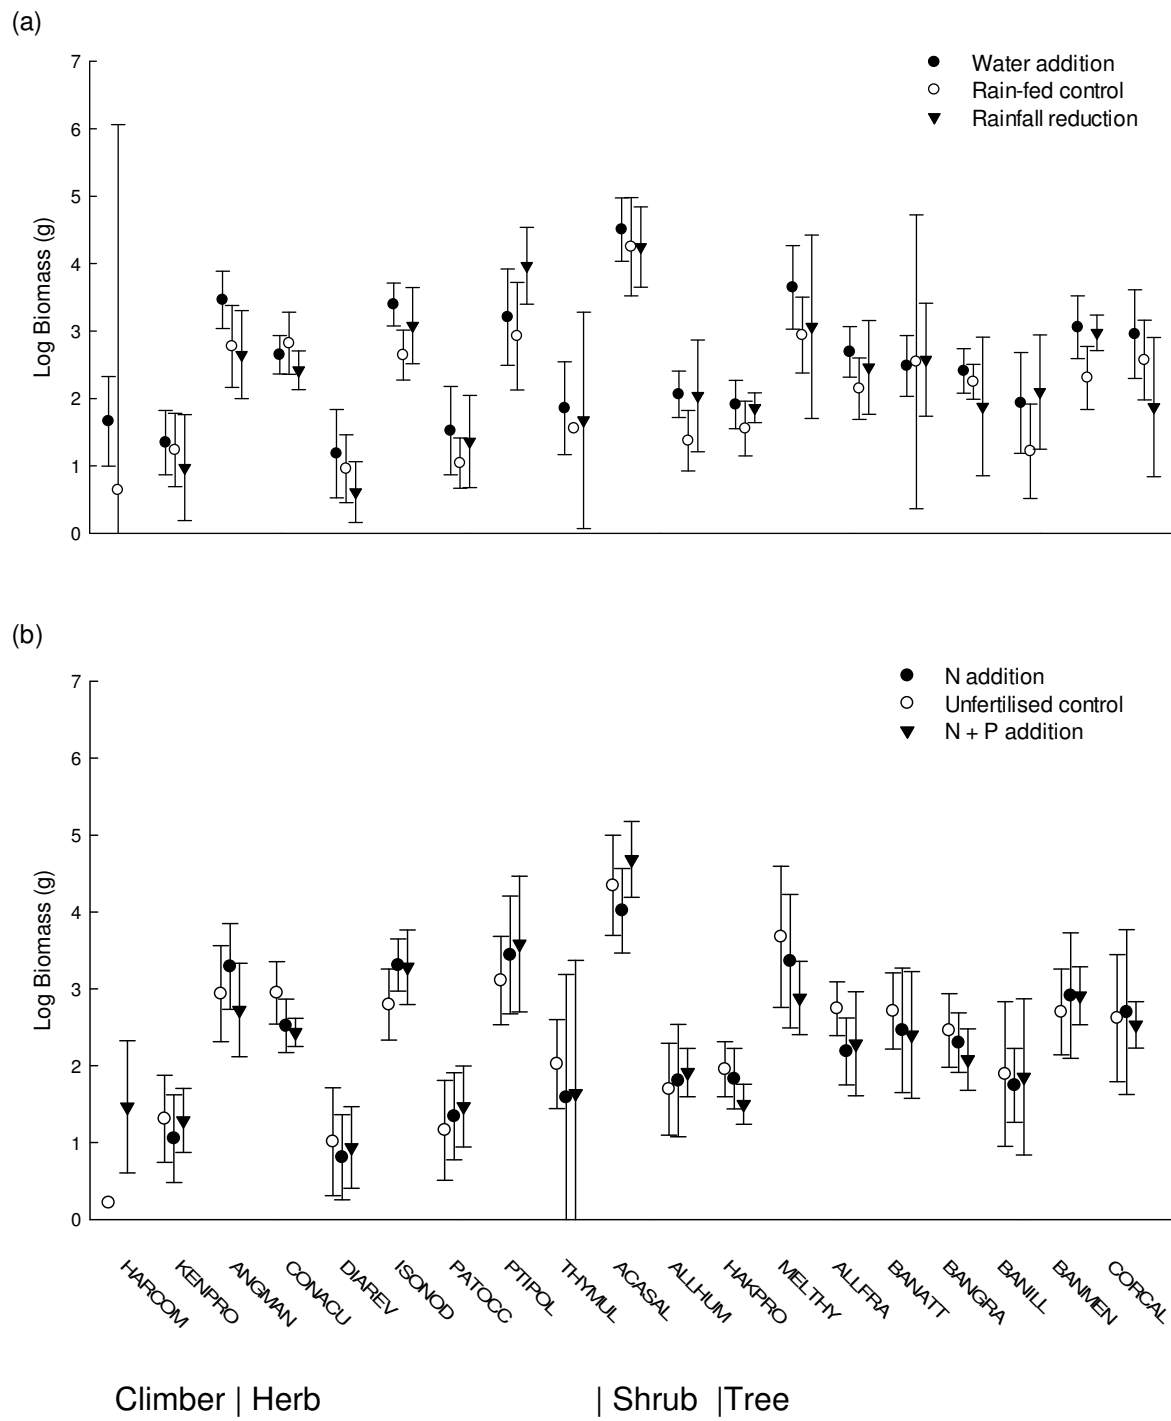 (a)
7
6
5
4
3
2
1
0
Log Biomass (g)
Water addition
Rain-fed control
Rainfall reduction
(b)
7
6
5
4
3
2
1
0
Log Biomass (g)
N addition
Unfertilised control
N + P addition
HARCOM
KENPRO
ANGMAN
CONACU
DIAREV
ISONOD
PATOCC
PTIPOL
THYMUL
ACASAL
ALLHUM
HAKPRO
MELTHY
ALLFRA
BANATT
BANGRA
BANILL
BANMEN
CORCAL
Climber | Herb | Shrub |Tree